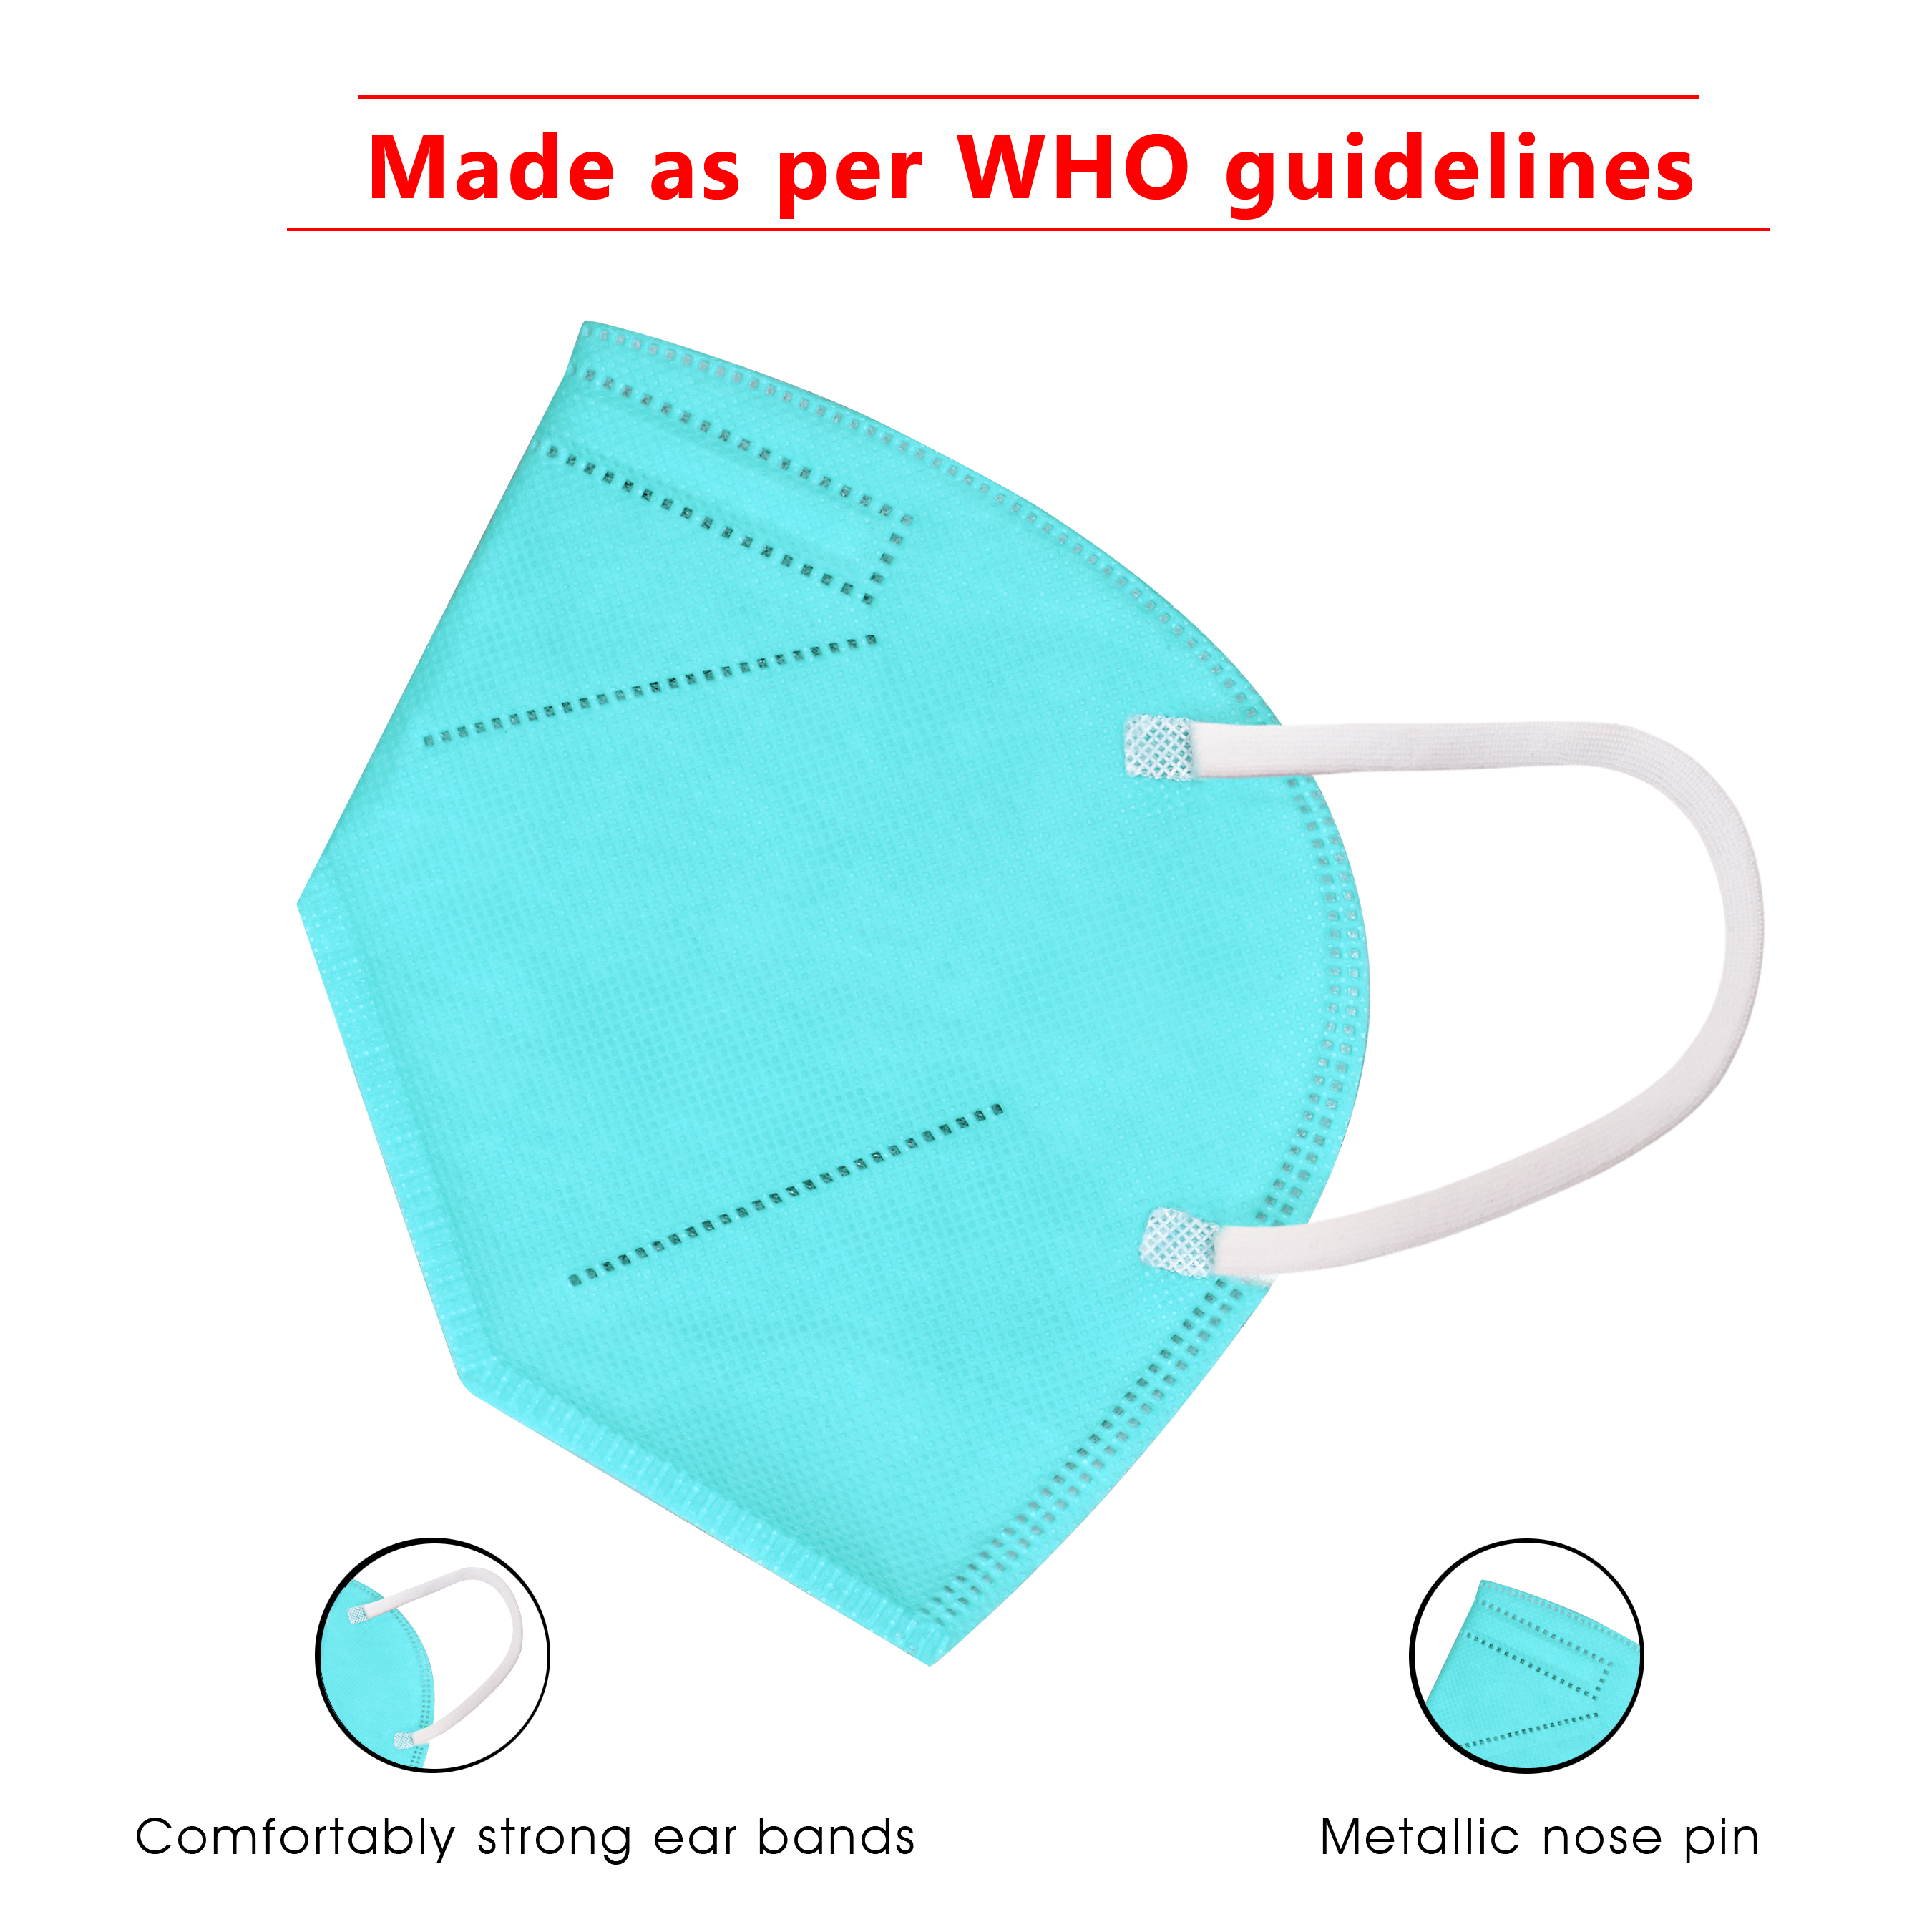 Made as per WHO guidelines
Comfortably strong ear bands
Metallic nose pin